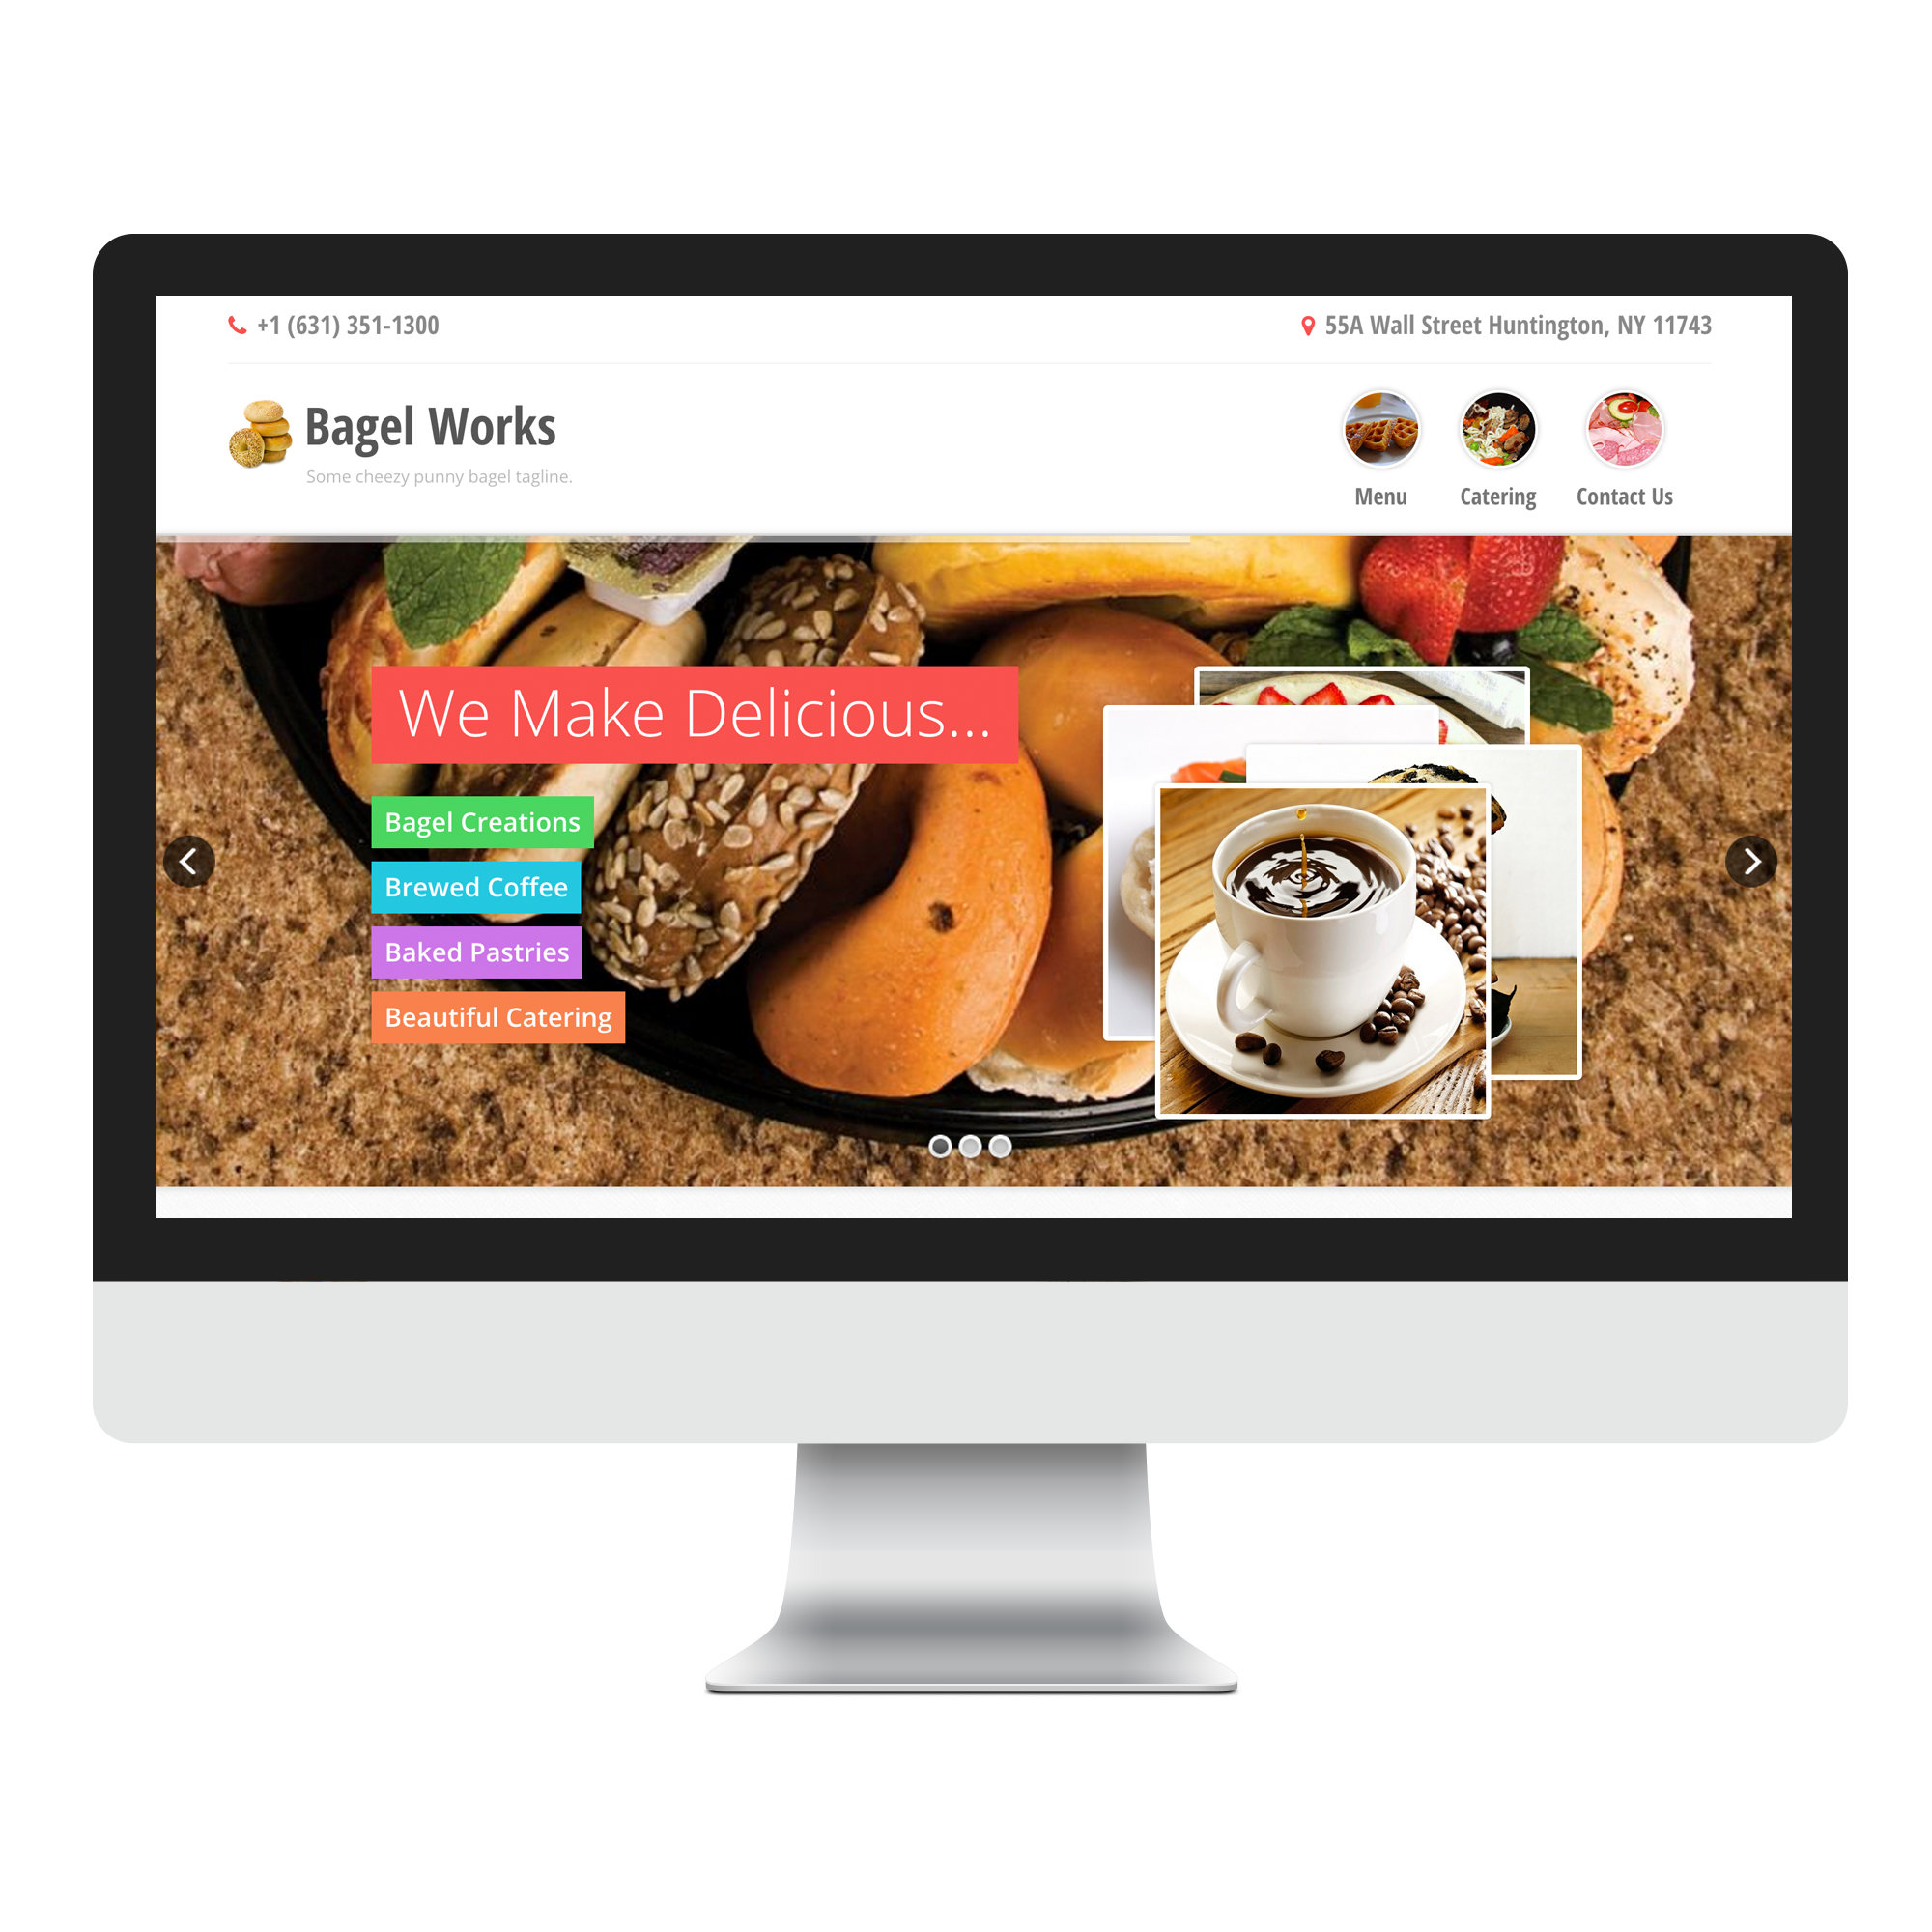 +1 (631) 351-1300
55A Wall Street Huntington, NY 11743
Bagel Works
Some cheezy punny bagel tagline.
Menu
Catering
Contact Us
We Make Delicious...
Bagel Creations
Brewed Coffee
Baked Pastries
Beautiful Catering